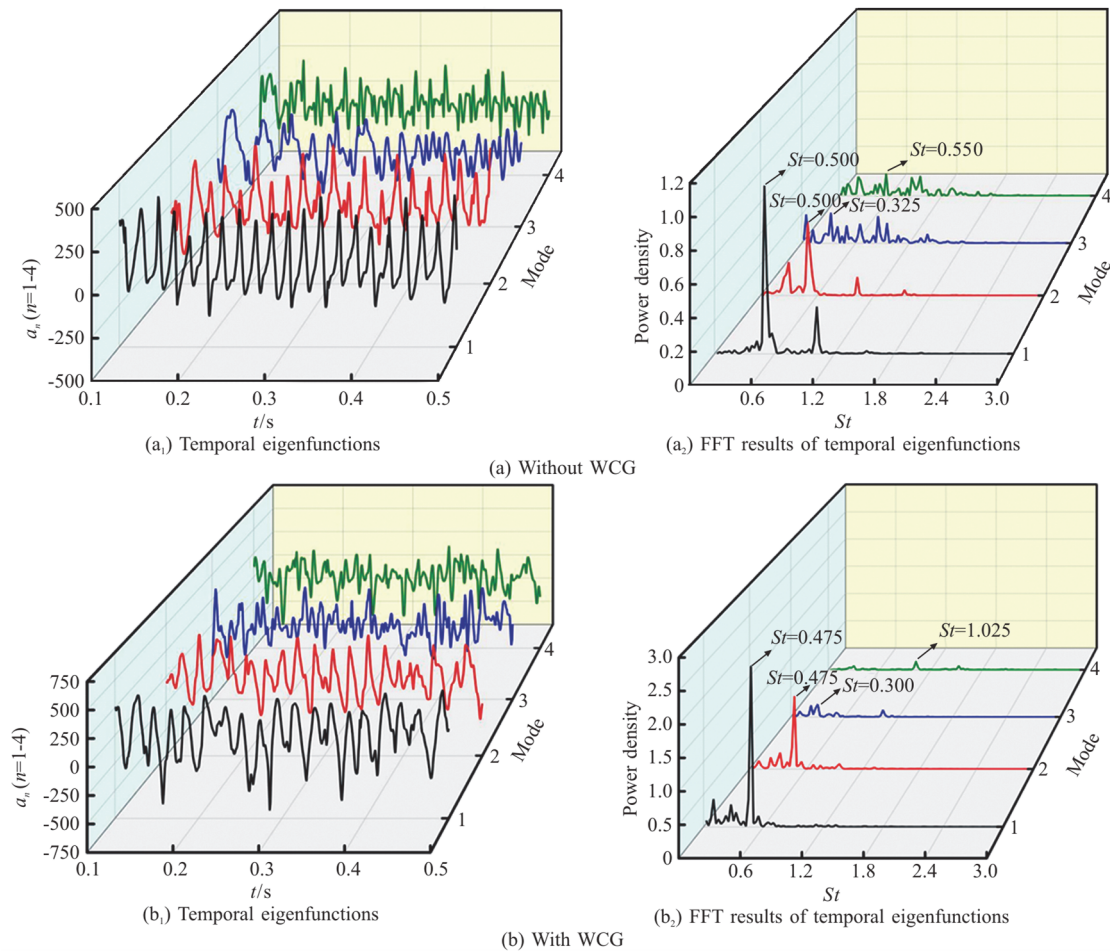 500
250
0
-250
-500
aₙ (n=1-4)
0.1 0.2 0.3 0.4 0.5
t/s
1
2
3
4
Mode
(a₁) Temporal eigenfunctions
St=0.500
St=0.550
St=0.500
St=0.325
1.2
1.0
0.8
0.6
0.4
0.2
0
Power density
0.6 1.2 1.8 2.4 3.0
St
1
2
3
4
Mode
(a₂) FFT results of temporal eigenfunctions
(a) Without WCG
750
500
250
0
-250
-500
-750
aₙ (n=1-4)
0.1 0.2 0.3 0.4 0.5
t/s
1
2
3
4
Mode
(b₁) Temporal eigenfunctions
St=0.475
St=1.025
St=0.475
St=0.300
3.0
2.5
2.0
1.5
1.0
0.5
0
Power density
0.6 1.2 1.8 2.4 3.0
St
1
2
3
4
Mode
(b₂) FFT results of temporal eigenfunctions
(b) With WCG